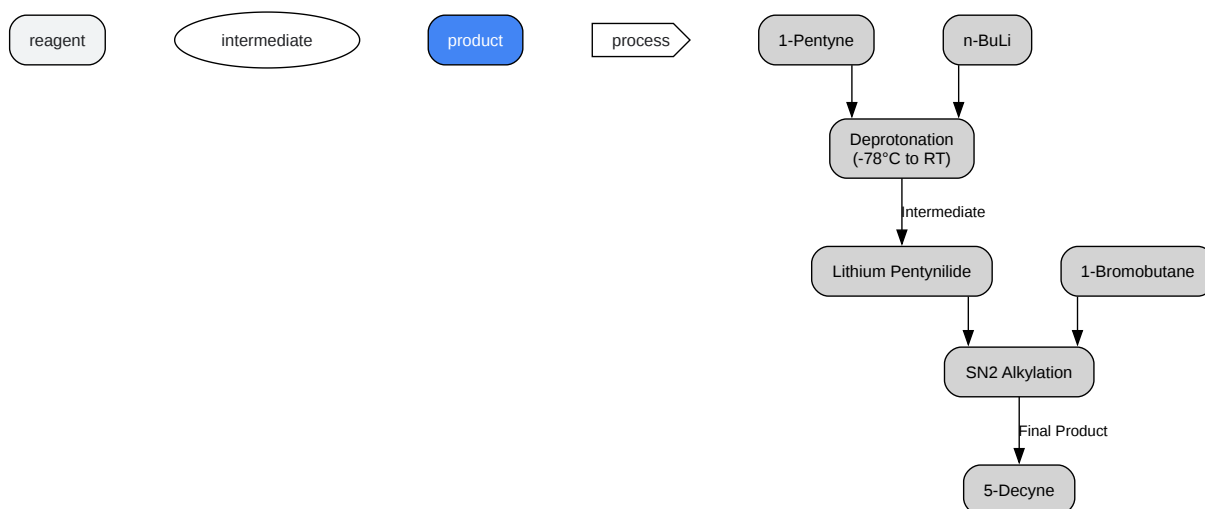 reagent
intermediate
product
process
1-Pentyne
n-BuLi
Deprotonation
(-78°C to RT)
Intermediate
Lithium Pentynilide
1-Bromobutane
SN2 Alkylation
Final Product
5-Decyne